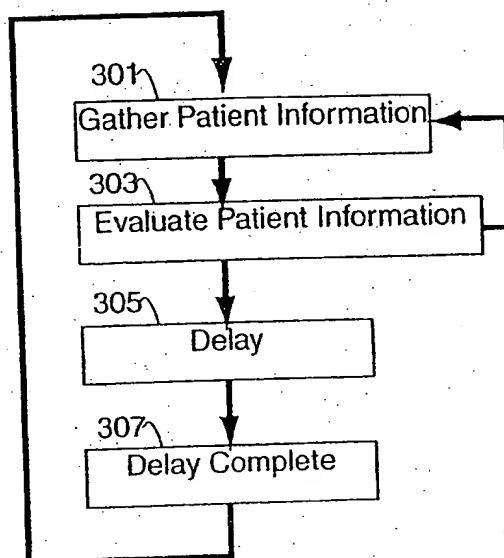 301
Gather Patient Information
303
Evaluate Patient Information
305
Delay
307
Delay Complete